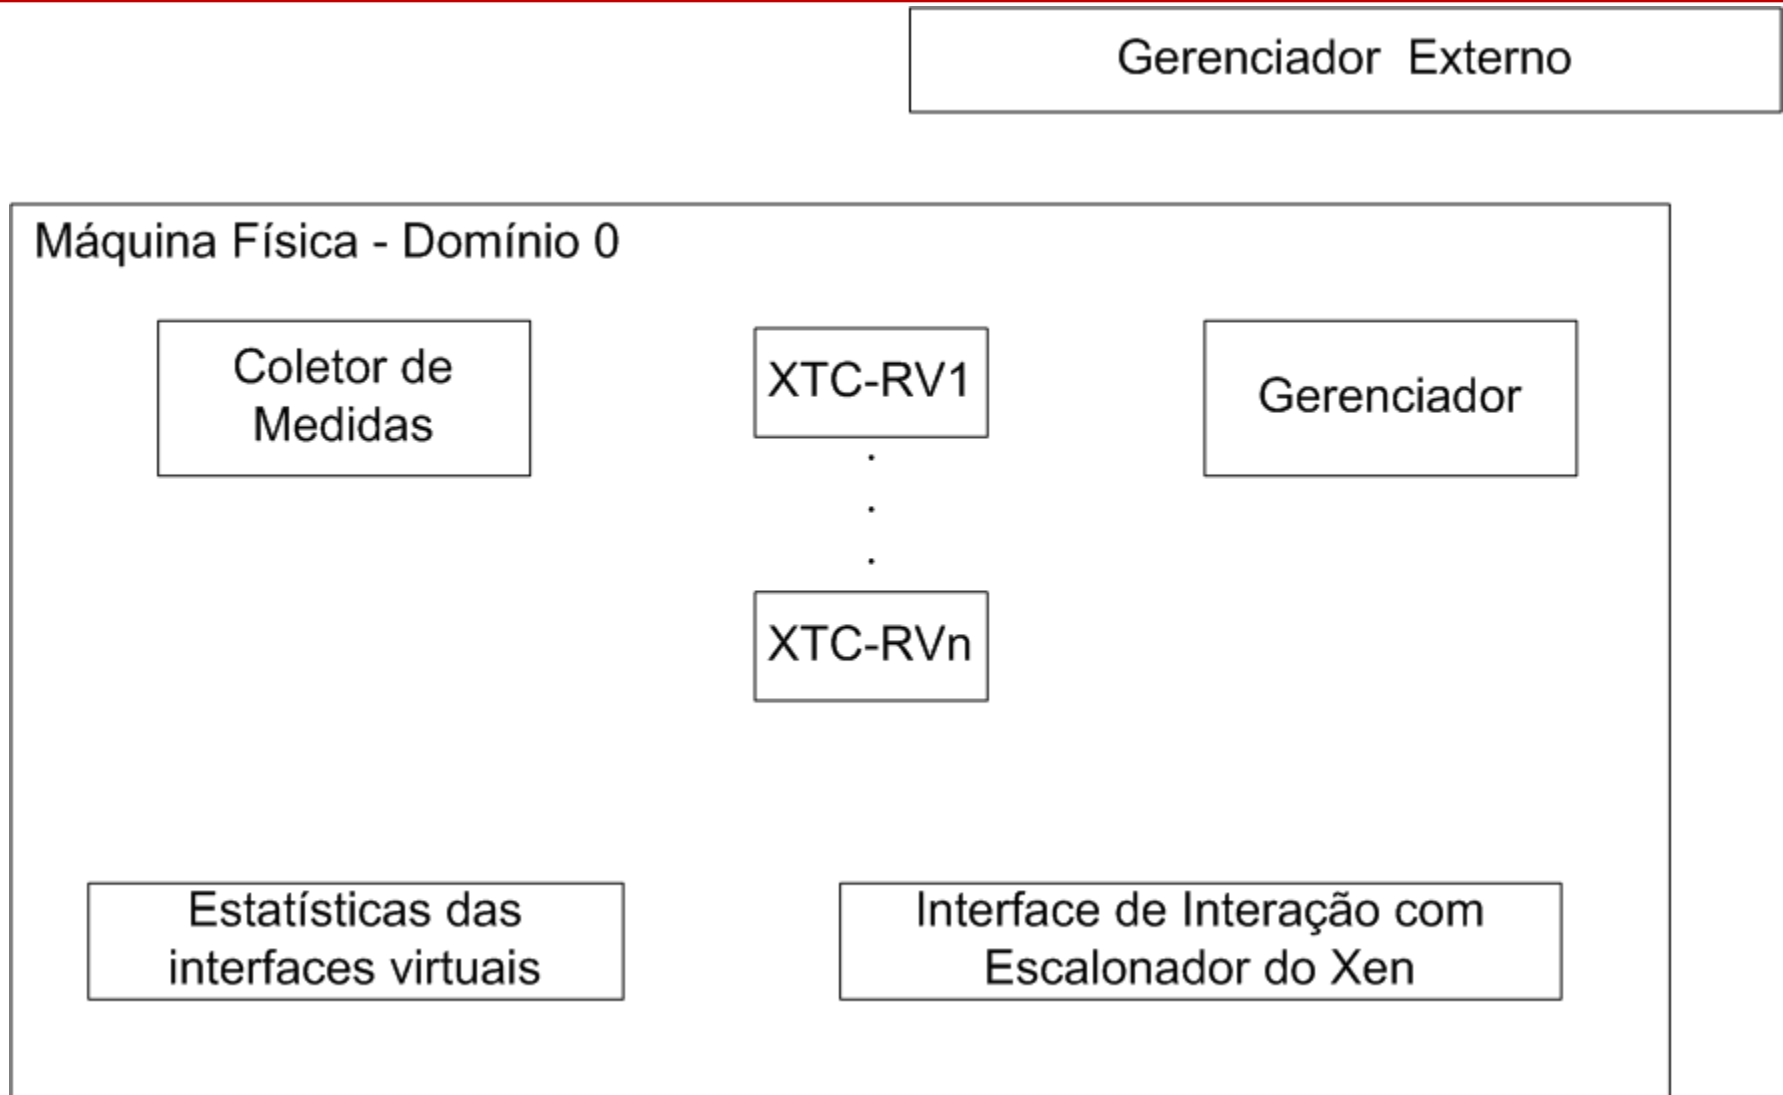 Gerenciador Externo
Máquina Física - Domínio 0
Coletor de
Medidas
XTC-RV1
Gerenciador
.
.
.
XTC-RVn
Estatísticas das
interfaces virtuais
Interface de Interação com
Escalonador do Xen